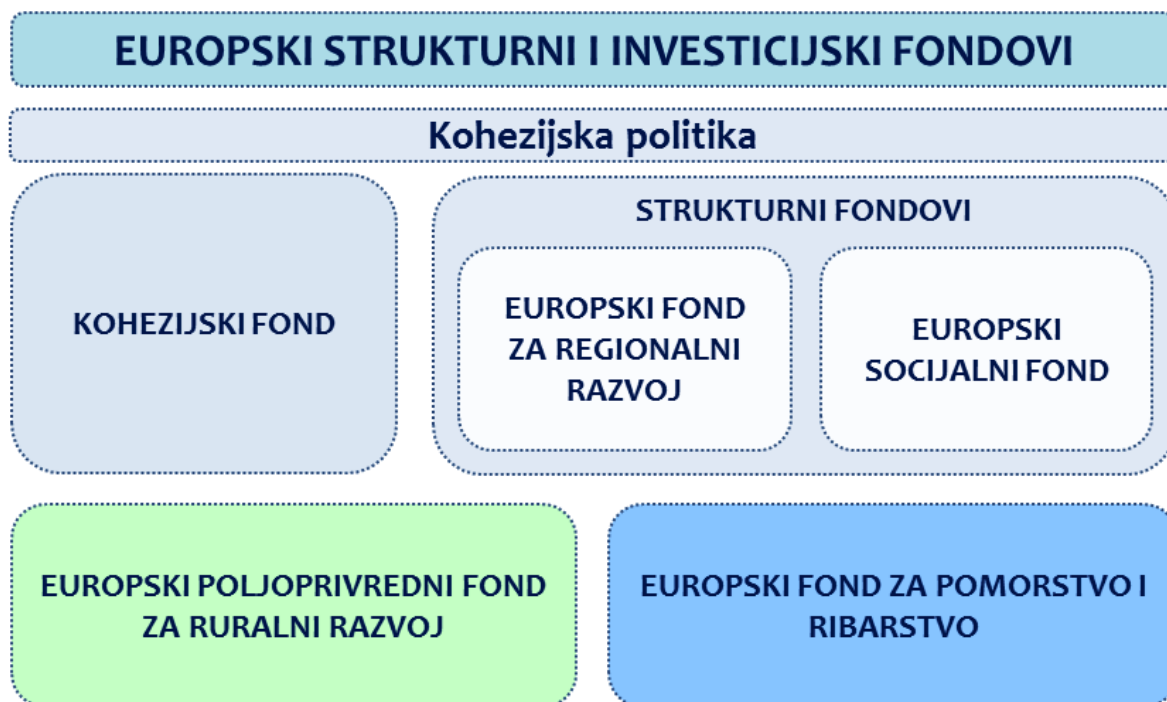 EUROPSKI STRUKTURNI I INVESTICIJSKI FONDOVI
Kohezijska politika
KOHEZIJSKI FOND
STRUKTURNI FONDOVI
EUROPSKI FOND
ZA REGIONALNI
RAZVOJ
EUROPSKI
SOCIJALNI FOND
EUROPSKI POLJOPRIVREDNI FOND
ZA RURALNI RAZVOJ
EUROPSKI FOND ZA POMORSTVO I
RIBARSTVO